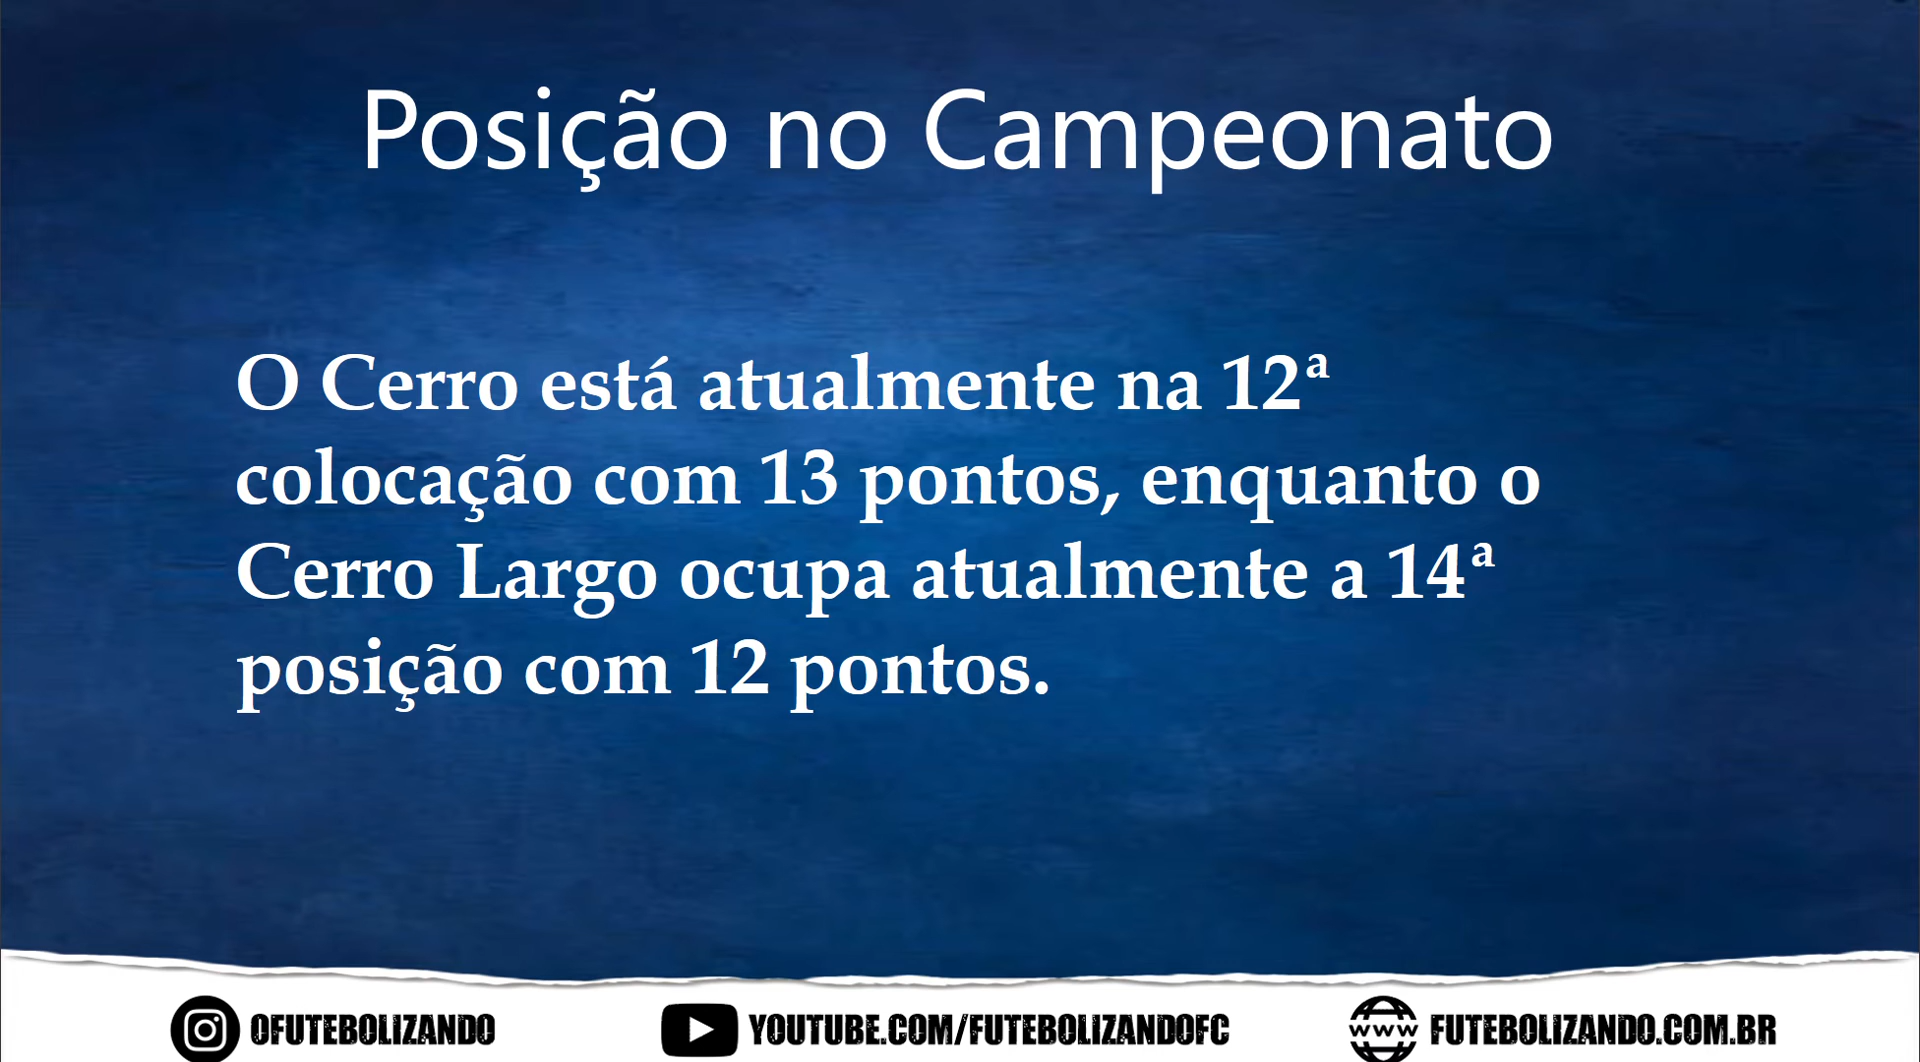 Posição no Campeonato
O Cerro está atualmente na 12ª
colocação com 13 pontos, enquanto o
Cerro Largo ocupa atualmente a 14ª
posição com 12 pontos.
OFUTEBOLIZANDO YOUTUBE.COM/FUTEBOLIZANDOFC WWW FUTEBOLIZANDO.COM.BR